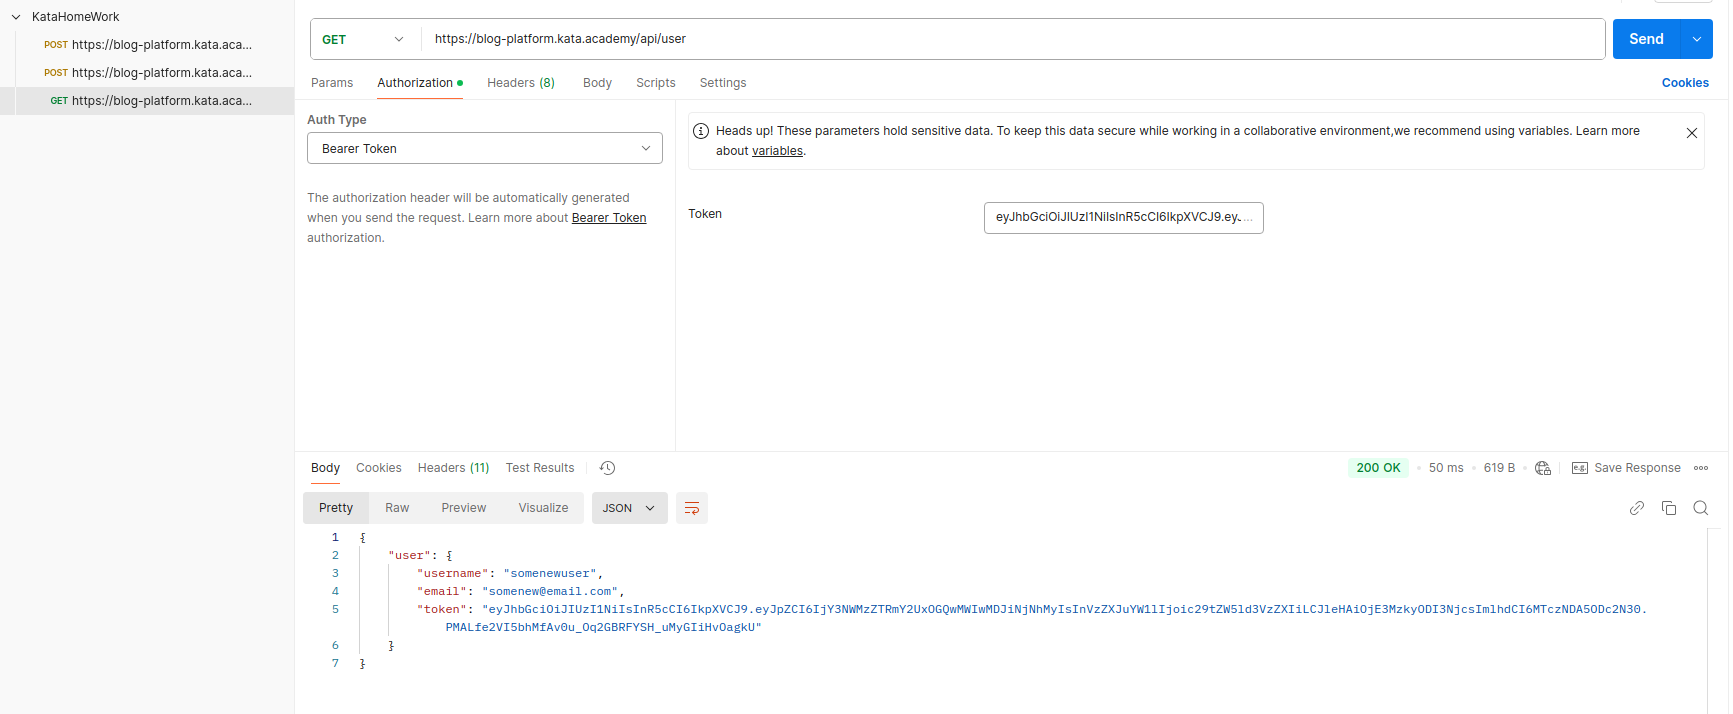 KataHomeWork
POST https://blog-platform.kata.aca...
POST https://blog-platform.kata.aca...
GET https://blog-platform.kata.aca...
GET https://blog-platform.kata.academy/api/user Send
Params Authorization Headers (8) Body Scripts Settings Cookies
Auth Type
Bearer Token
The authorization header will be automatically generated
when you send the request. Learn more about Bearer Token
authorization.
Heads up! These parameters hold sensitive data. To keep this data secure while working in a collaborative environment,we recommend using variables. Learn more
about variables.
Token eyJhbGciOiJIUzI1NiIsInR5cCI6IkpXVCJ9.eyJ...
Body Cookies Headers (11) Test Results 200 OK • 50 ms • 619 B • e.g. Save Response
Pretty Raw Preview Visualize JSON
1 {
2 "user": {
3 "username": "somenewuser",
4 "email": "somenew@email.com",
5 "token": "eyJhbGciOiJIUzI1NiIsInR5cCI6IkpXVCJ9.eyJpZCI6IjY3NWMzZTRmY2UxOGQwMWIwMDJiNjNhMyIsInVzZXJuYW1lIjoic29tZW5ld3VzZXIiLCJleHAiOjE3MzkyODI3NjcsImlhdCI6MTczNDA5ODc2N30.
PMALfe2VI5bhMfAv0u_Oq2GBRFYSH_uMyGIiHvOagkU"
6 }
7 }